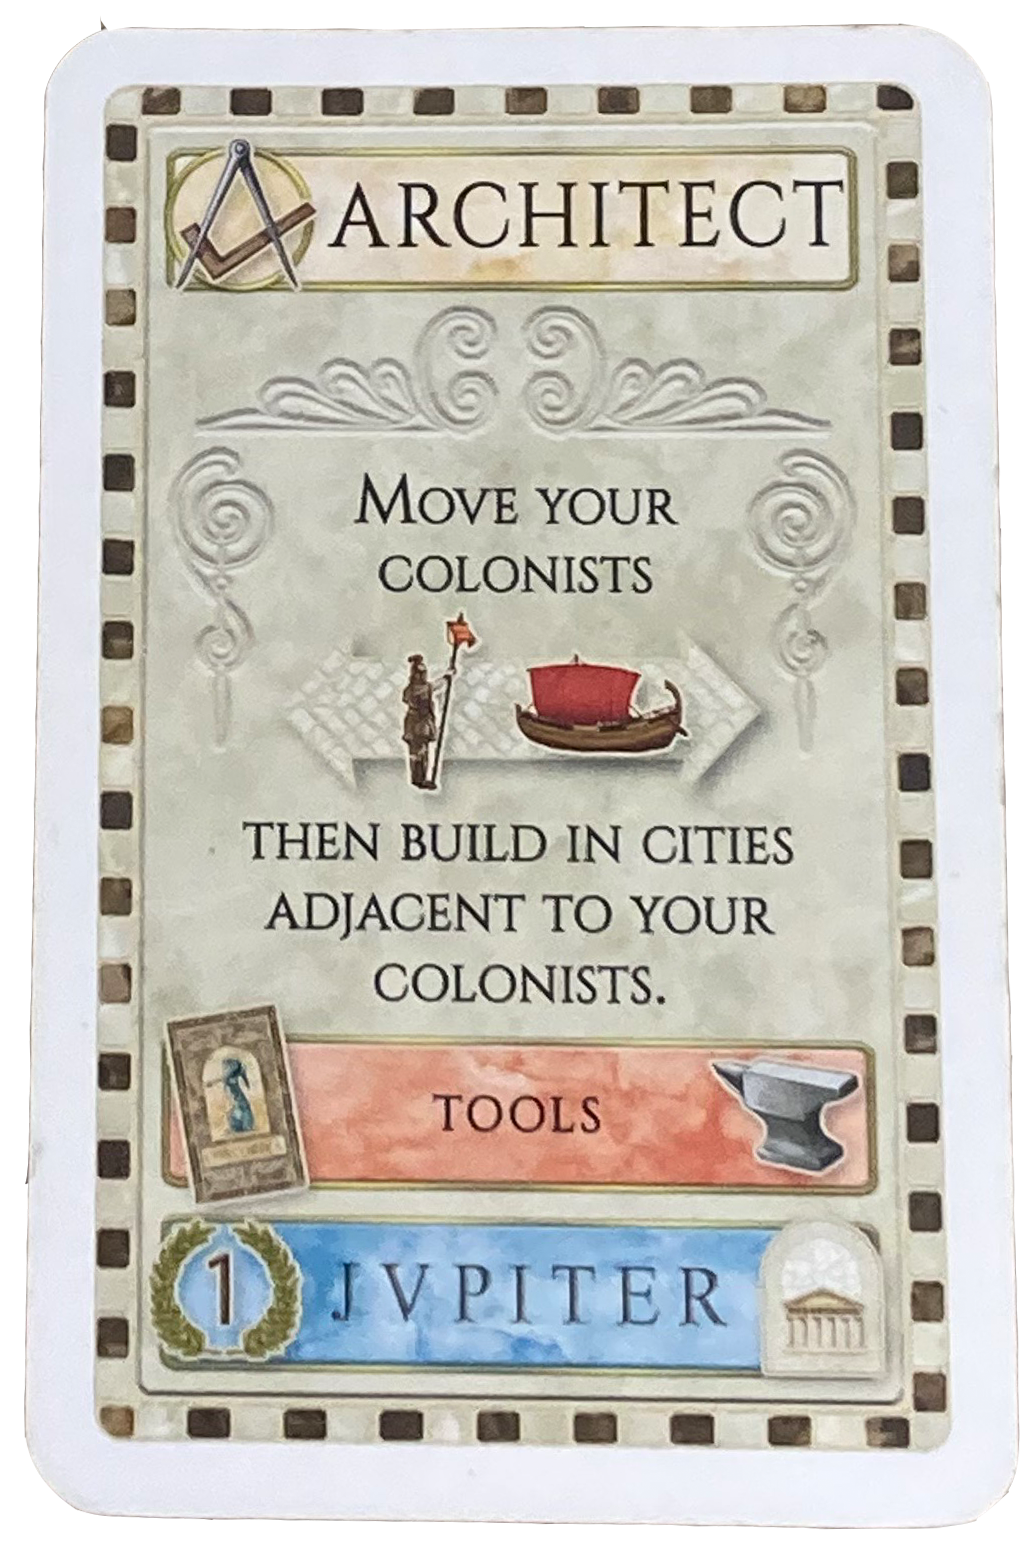 ARCHITECT
MOVE YOUR
COLONISTS
THEN BUILD IN CITIES
ADJACENT TO YOUR
COLONISTS.
TOOLS
1 JVPITER